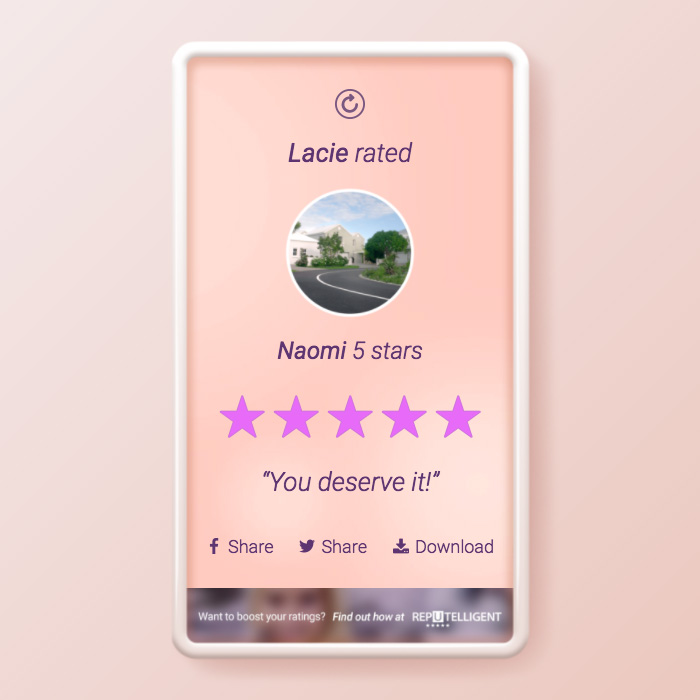 Lacie rated
Naomi 5 stars
“You deserve it!”
Share Share Download
Want to boost your ratings? Find out how at REPUTELLIGENT